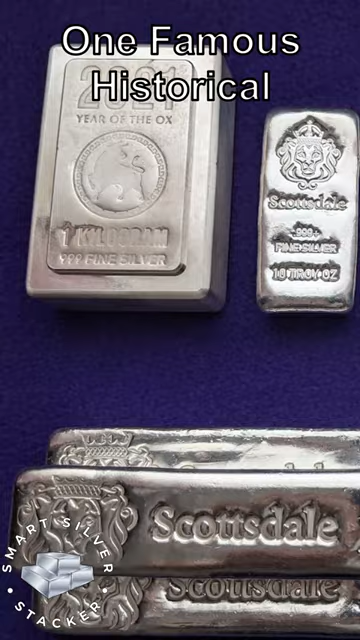 One Famous
Historical
2021
YEAR OF THE OX
1 KYLOGRAM
999 FINE SILVER
Scottsdale
.999
FINE SILVER
10 TROY OZ
Scottsdale
Scottsdale
SMART SILVER
STACKER